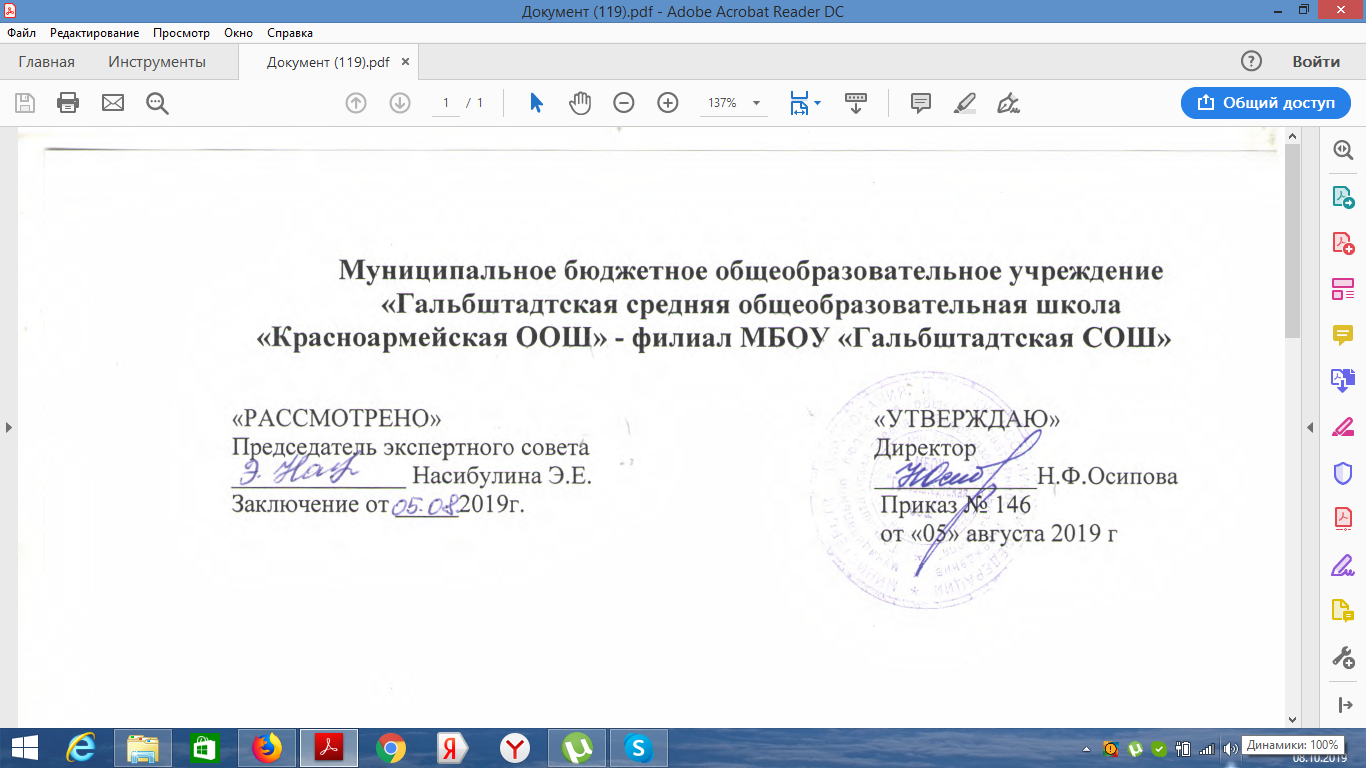 Документ (119).pdf - Adobe Acrobat Reader DC
Файл Редактирование Просмотр Окно Справка
Главная Инструменты Документ (119).pdf × Войти
1 / 1 137% Общий доступ
Муниципальное бюджетное общеобразовательное учреждение
«Гальбштадтская средняя общеобразовательная школа
«Красноармейская ООШ» - филиал МБОУ «Гальбштадтская СОШ»
«РАССМОТРЕНО»
Председатель экспертного совета
Насибулина Э.Е.
Заключение от 05.08 2019г.
«УТВЕРЖДАЮ»
Директор
Н.Ф.Осипова
Приказ № 146
от «05» августа 2019 г
Динамики: 100%
08.10.2019